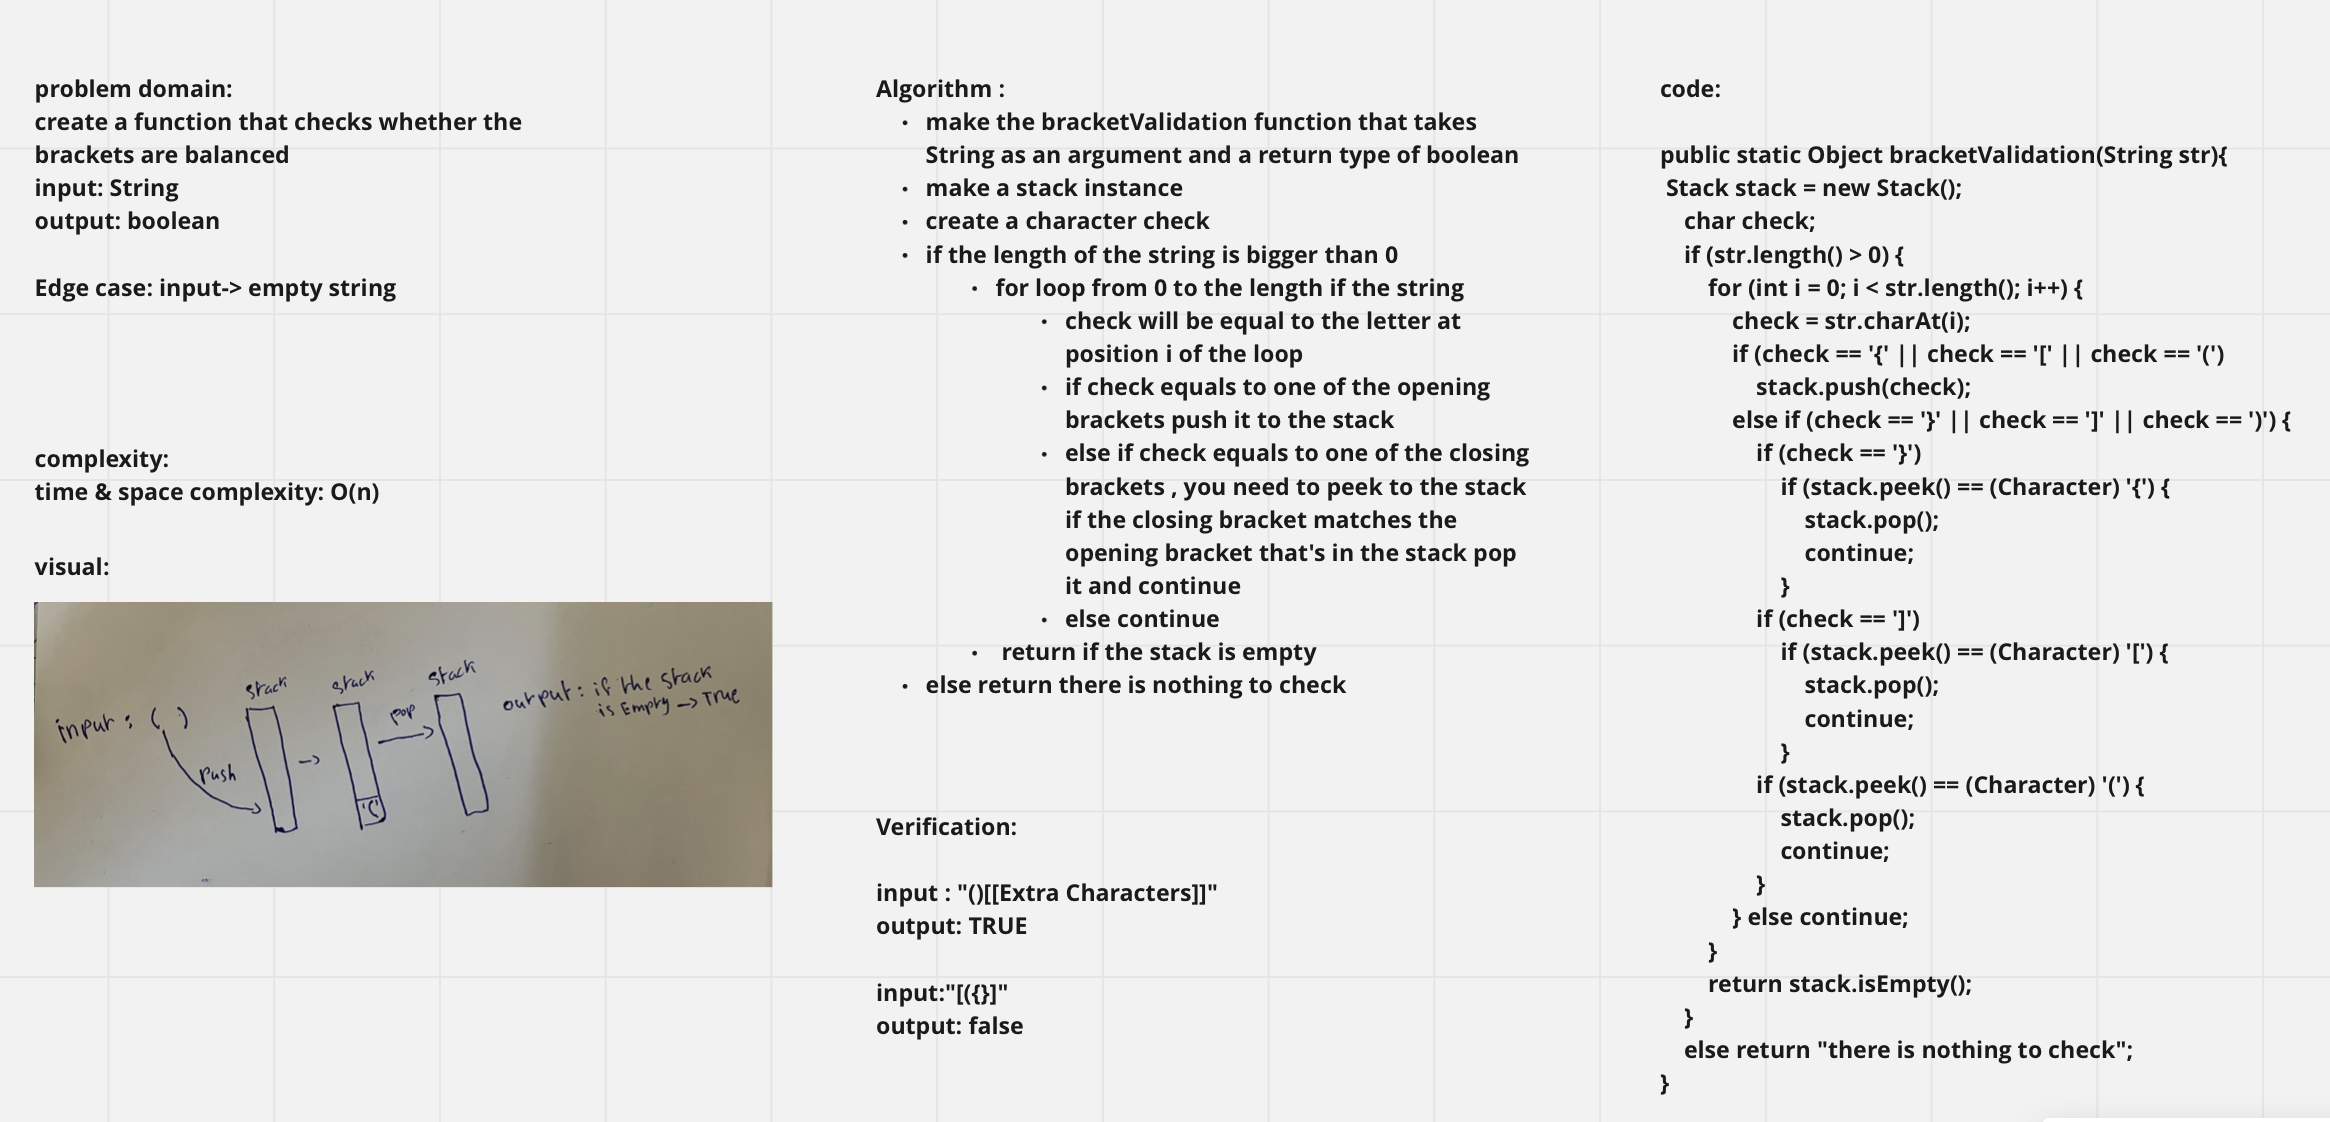 problem domain:
create a function that checks whether the
brackets are balanced
input: String
output: boolean
Edge case: input-> empty string
complexity:
time & space complexity: O(n)
visual:
input : ( )
push
stack
->
stack
'('
pop
stack
output : if the stack
is Empty -> True
Algorithm :
• make the bracketValidation function that takes
String as an argument and a return type of boolean
• make a stack instance
• create a character check
• if the length of the string is bigger than 0
• for loop from 0 to the length if the string
• check will be equal to the letter at
position i of the loop
• if check equals to one of the opening
brackets push it to the stack
• else if check equals to one of the closing
brackets , you need to peek to the stack
if the closing bracket matches the
opening bracket that's in the stack pop
it and continue
• else continue
• return if the stack is empty
• else return there is nothing to check
Verification:
input : "()[[Extra Characters]]"
output: TRUE
input:"[({}]"
output: false
code:
public static Object bracketValidation(String str){
Stack stack = new Stack();
char check;
if (str.length() > 0) {
for (int i = 0; i < str.length(); i++) {
check = str.charAt(i);
if (check == '{' || check == '[' || check == '(')
stack.push(check);
else if (check == '}' || check == ']' || check == ')') {
if (check == '}')
if (stack.peek() == (Character) '{') {
stack.pop();
continue;
}
if (check == ']')
if (stack.peek() == (Character) '[') {
stack.pop();
continue;
}
if (stack.peek() == (Character) '(') {
stack.pop();
continue;
}
} else continue;
}
return stack.isEmpty();
}
else return "there is nothing to check";
}